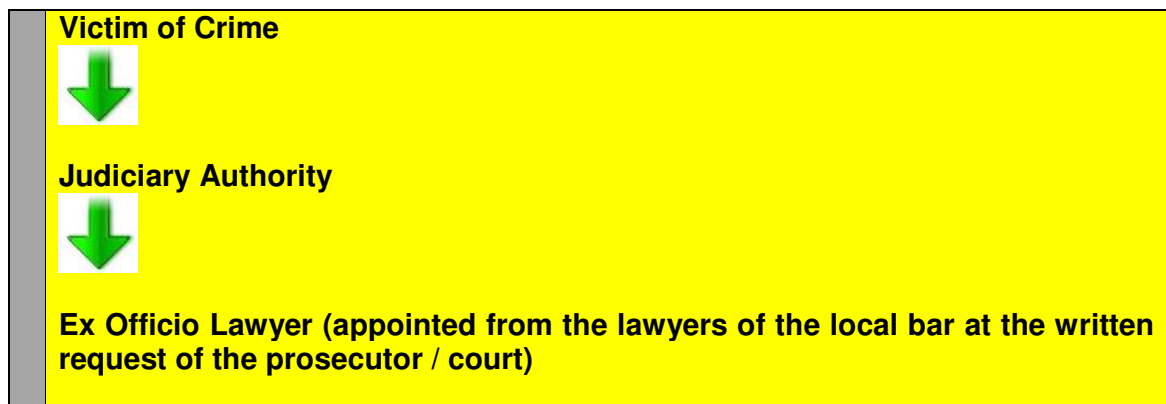 Victim of Crime
Judiciary Authority
Ex Officio Lawyer (appointed from the lawyers of the local bar at the written
request of the prosecutor / court)